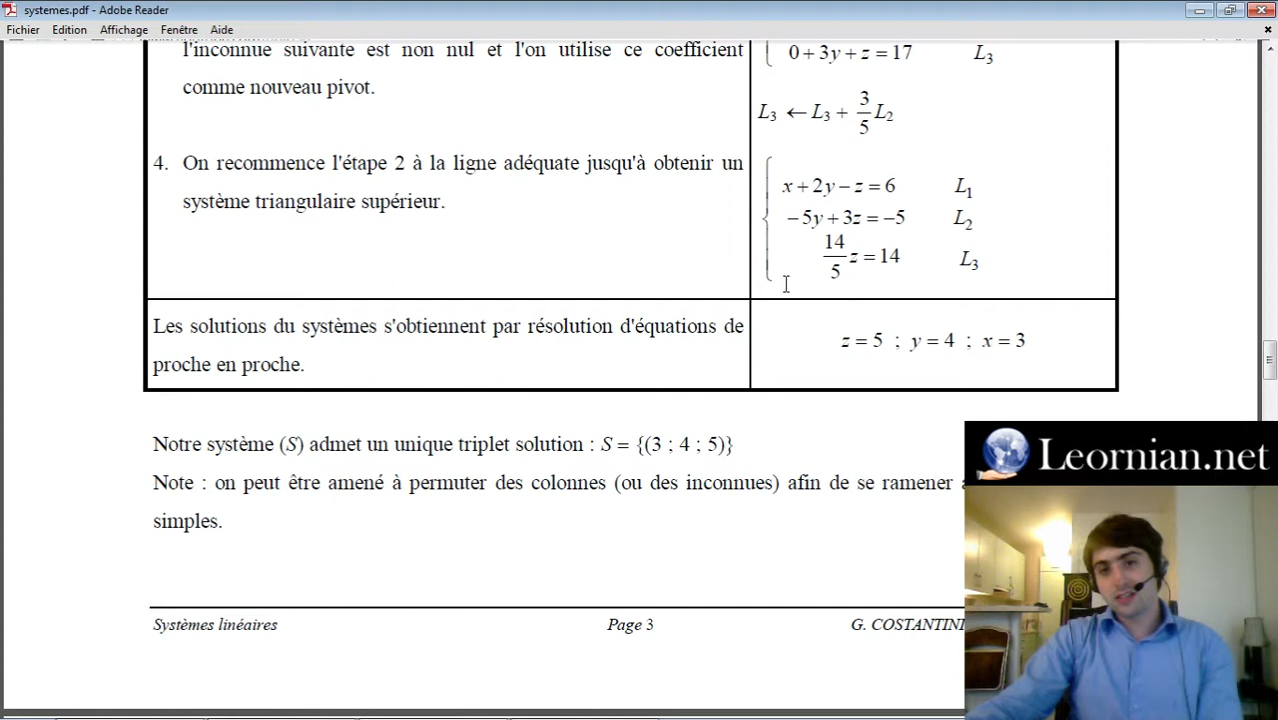 systemes.pdf - Adobe Reader
Fichier Edition Affichage Fenêtre Aide
l'inconnue suivante est non nul et l'on utilise ce coefficient
comme nouveau pivot.
0 + 3y + z = 17 L₃
L₃ ← L₃ + 3/5 L₂
4. On recommence l'étape 2 à la ligne adéquate jusqu'à obtenir un
système triangulaire supérieur.
x + 2y − z = 6 L₁
− 5y + 3z = −5 L₂
14/5 z = 14 L₃
Les solutions du systèmes s'obtiennent par résolution d'équations de
proche en proche.
z = 5 ; y = 4 ; x = 3
Notre système (S) admet un unique triplet solution : S = {(3 ; 4 ; 5)}
Note : on peut être amené à permuter des colonnes (ou des inconnues) afin de se ramener
simples.
Systèmes linéaires Page 3 G. COSTANTINI
Leornian.net